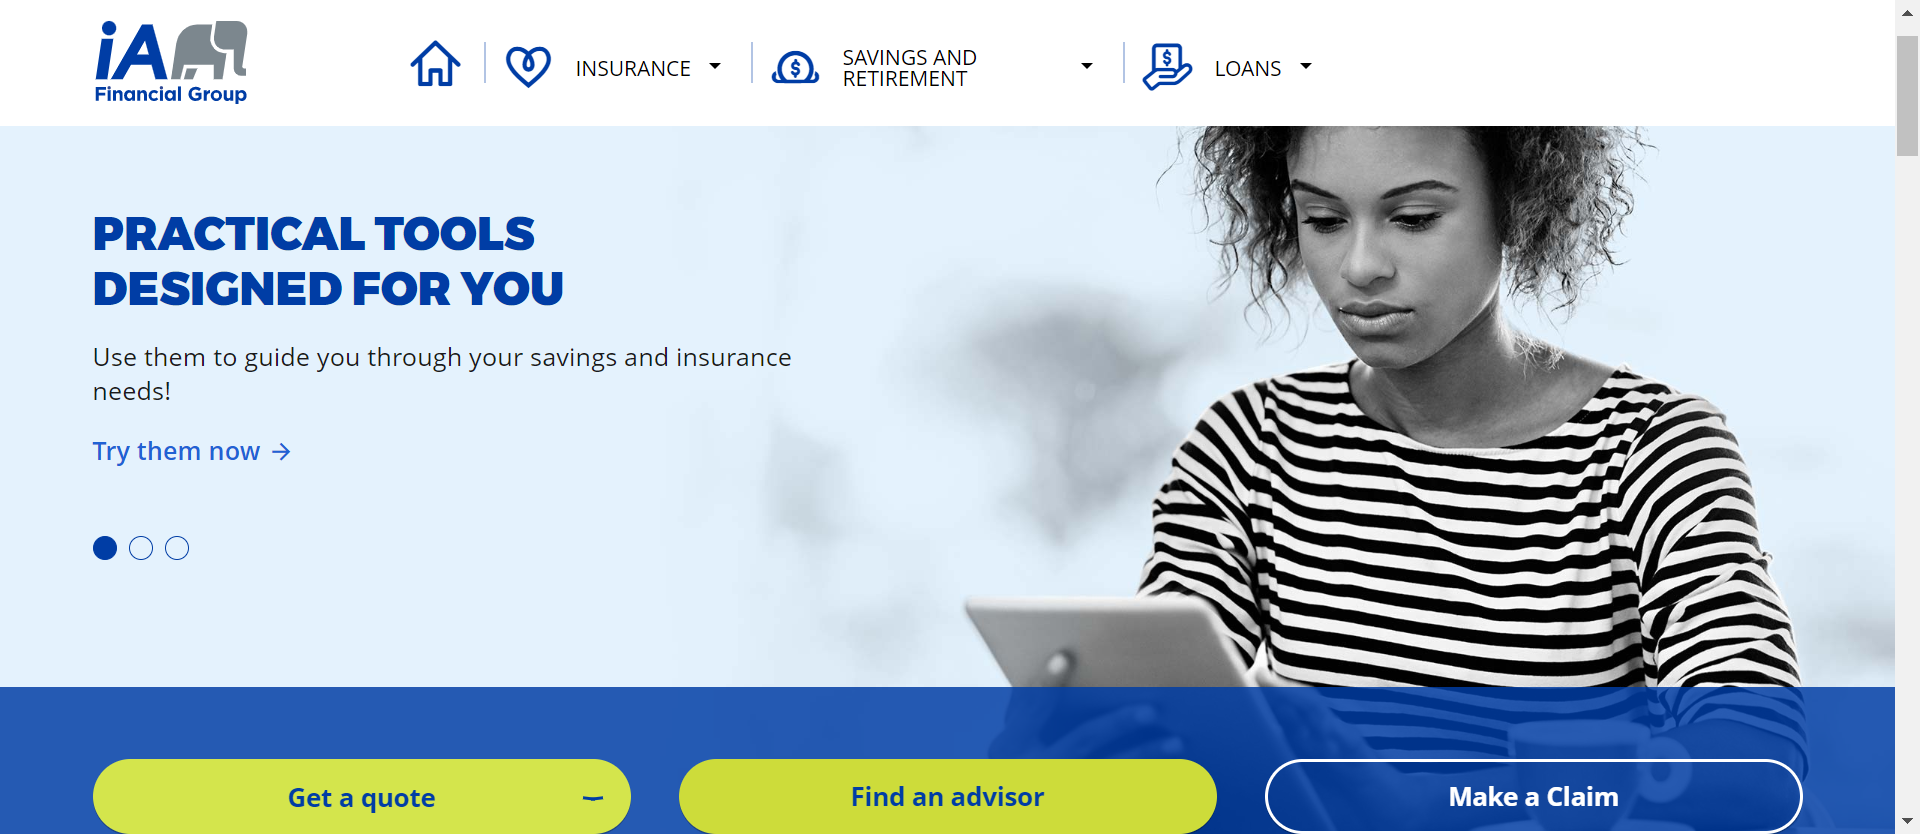 iA
Financial Group
INSURANCE
SAVINGS AND
RETIREMENT
LOANS
PRACTICAL TOOLS
DESIGNED FOR YOU
Use them to guide you through your savings and insurance
needs!
Try them now →
Get a quote
Find an advisor
Make a Claim